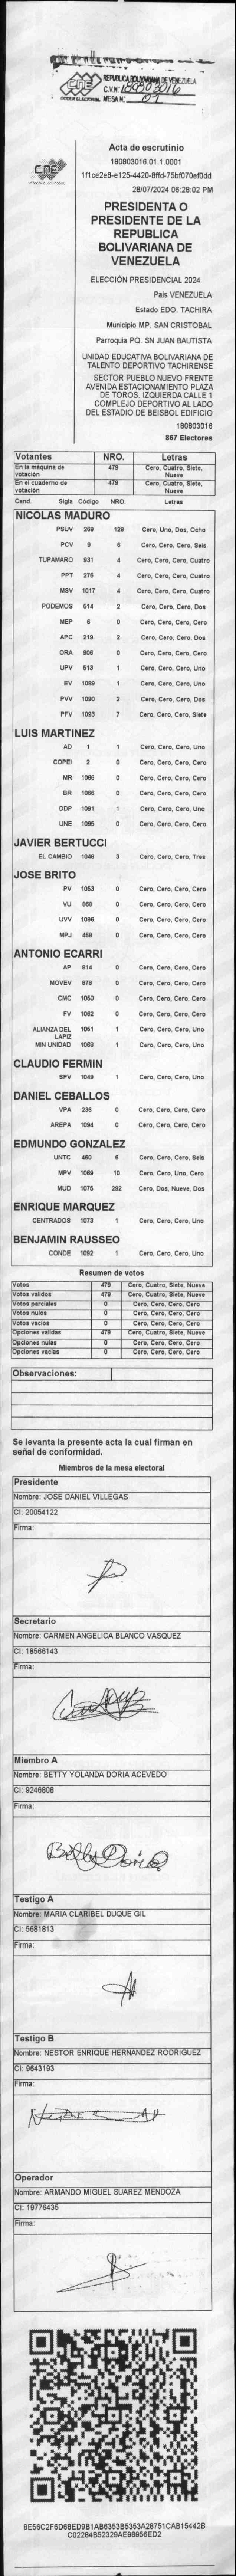 REPUBLICA BOLIVARIANA DE VENEZUELA
C.V.N° 180803016
MESA N° 01
CNE
PODER ELECTORAL
CNE
Acta de escrutinio
180803016.01.1.0001
28/07/2024 06:28:02 PM
PRESIDENTA O
PRESIDENTE DE LA
REPUBLICA
BOLIVARIANA DE
VENEZUELA
ELECCIÓN PRESIDENCIAL 2024
Pais VENEZUELA
Estado EDO. TACHIRA
Municipio MP. SAN CRISTOBAL
Parroquia PQ. SN JUAN BAUTISTA
UNIDAD EDUCATIVA BOLIVARIANA DE
TALENTO DEPORTIVO TACHIRENSE
SECTOR PUEBLO NUEVO FRENTE
AVENIDA ESTACIONAMIENTO PLAZA
DE TOROS. IZQUIERDA CALLE 1
COMPLEJO DEPORTIVO AL LADO
DEL ESTADIO DE BEISBOL EDIFICIO
180803016
867 Electores
Votantes NRO. Letras
En la máquina de votación 479 Cero, Cuatro, Siete, Nueve
En el cuaderno de votación 479 Cero, Cuatro, Siete, Nueve
Cand. Sigla Código NRO. Letras
NICOLAS MADURO
PSUV 269 128 Cero, Uno, Dos, Ocho
PCV 9 6 Cero, Cero, Cero, Seis
TUPAMARO 931 4 Cero, Cero, Cero, Cuatro
PPT 276 4 Cero, Cero, Cero, Cuatro
MSV 1017 4 Cero, Cero, Cero, Cuatro
PODEMOS 514 2 Cero, Cero, Cero, Dos
MEP 6 0 Cero, Cero, Cero, Cero
APC 219 2 Cero, Cero, Cero, Dos
ORA 906 0 Cero, Cero, Cero, Cero
UPV 513 1 Cero, Cero, Cero, Uno
EV 1089 1 Cero, Cero, Cero, Uno
PVV 1090 2 Cero, Cero, Cero, Dos
PFV 1093 7 Cero, Cero, Cero, Siete
LUIS MARTINEZ
AD 1 1 Cero, Cero, Cero, Uno
COPEI 2 0 Cero, Cero, Cero, Cero
MR 1065 0 Cero, Cero, Cero, Cero
BR 1066 0 Cero, Cero, Cero, Cero
DDP 1091 1 Cero, Cero, Cero, Uno
UNE 1095 0 Cero, Cero, Cero, Cero
JAVIER BERTUCCI
EL CAMBIO 1048 3 Cero, Cero, Cero, Tres
JOSE BRITO
PV 1053 0 Cero, Cero, Cero, Cero
VU 968 0 Cero, Cero, Cero, Cero
UVV 1096 0 Cero, Cero, Cero, Cero
MPJ 458 0 Cero, Cero, Cero, Cero
ANTONIO ECARRI
AP 914 0 Cero, Cero, Cero, Cero
MOVEV 878 0 Cero, Cero, Cero, Cero
CMC 1060 0 Cero, Cero, Cero, Cero
FV 1062 0 Cero, Cero, Cero, Cero
ALIANZA DEL LAPIZ 1051 1 Cero, Cero, Cero, Uno
MIN UNIDAD 1068 1 Cero, Cero, Cero, Uno
CLAUDIO FERMIN
SPV 1049 1 Cero, Cero, Cero, Uno
DANIEL CEBALLOS
VPA 236 0 Cero, Cero, Cero, Cero
AREPA 1094 0 Cero, Cero, Cero, Cero
EDMUNDO GONZALEZ
UNTC 460 6 Cero, Cero, Cero, Seis
MPV 1069 10 Cero, Cero, Uno, Cero
MUD 1075 292 Cero, Dos, Nueve, Dos
ENRIQUE MARQUEZ
CENTRADOS 1073 1 Cero, Cero, Cero, Uno
BENJAMIN RAUSSEO
CONDE 1092 1 Cero, Cero, Cero, Uno
Resumen de votos
Votos 479 Cero, Cuatro, Siete, Nueve
Votos validos 479 Cero, Cuatro, Siete, Nueve
Votos parciales 0 Cero, Cero, Cero, Cero
Votos nulos 0 Cero, Cero, Cero, Cero
Votos vacios 0 Cero, Cero, Cero, Cero
Opciones validas 479 Cero, Cuatro, Siete, Nueve
Opciones nulas 0 Cero, Cero, Cero, Cero
Opciones vacias 0 Cero, Cero, Cero, Cero
Observaciones:
Se levanta la presente acta la cual firman en
señal de conformidad.
Miembros de la mesa electoral
Presidente
Nombre: JOSE DANIEL VILLEGAS
CI: 20054122
Firma:
Secretario
Nombre: CARMEN ANGELICA BLANCO VASQUEZ
CI: 18566143
Firma:
Miembro A
Nombre: BETTY YOLANDA DORIA ACEVEDO
CI: 9246808
Firma:
Betty Doria
Testigo A
Nombre: MARIA CLARIBEL DUQUE GIL
CI: 5681813
Firma:
Testigo B
Nombre: NESTOR ENRIQUE HERNANDEZ RODRIGUEZ
CI: 9643193
Firma:
Operador
Nombre: ARMANDO MIGUEL SUAREZ MENDOZA
CI: 19776435
Firma:
8E56C2F6D68ED9B1AB6353B5353A28751CAB15442B
C02284B52329AE98956ED2